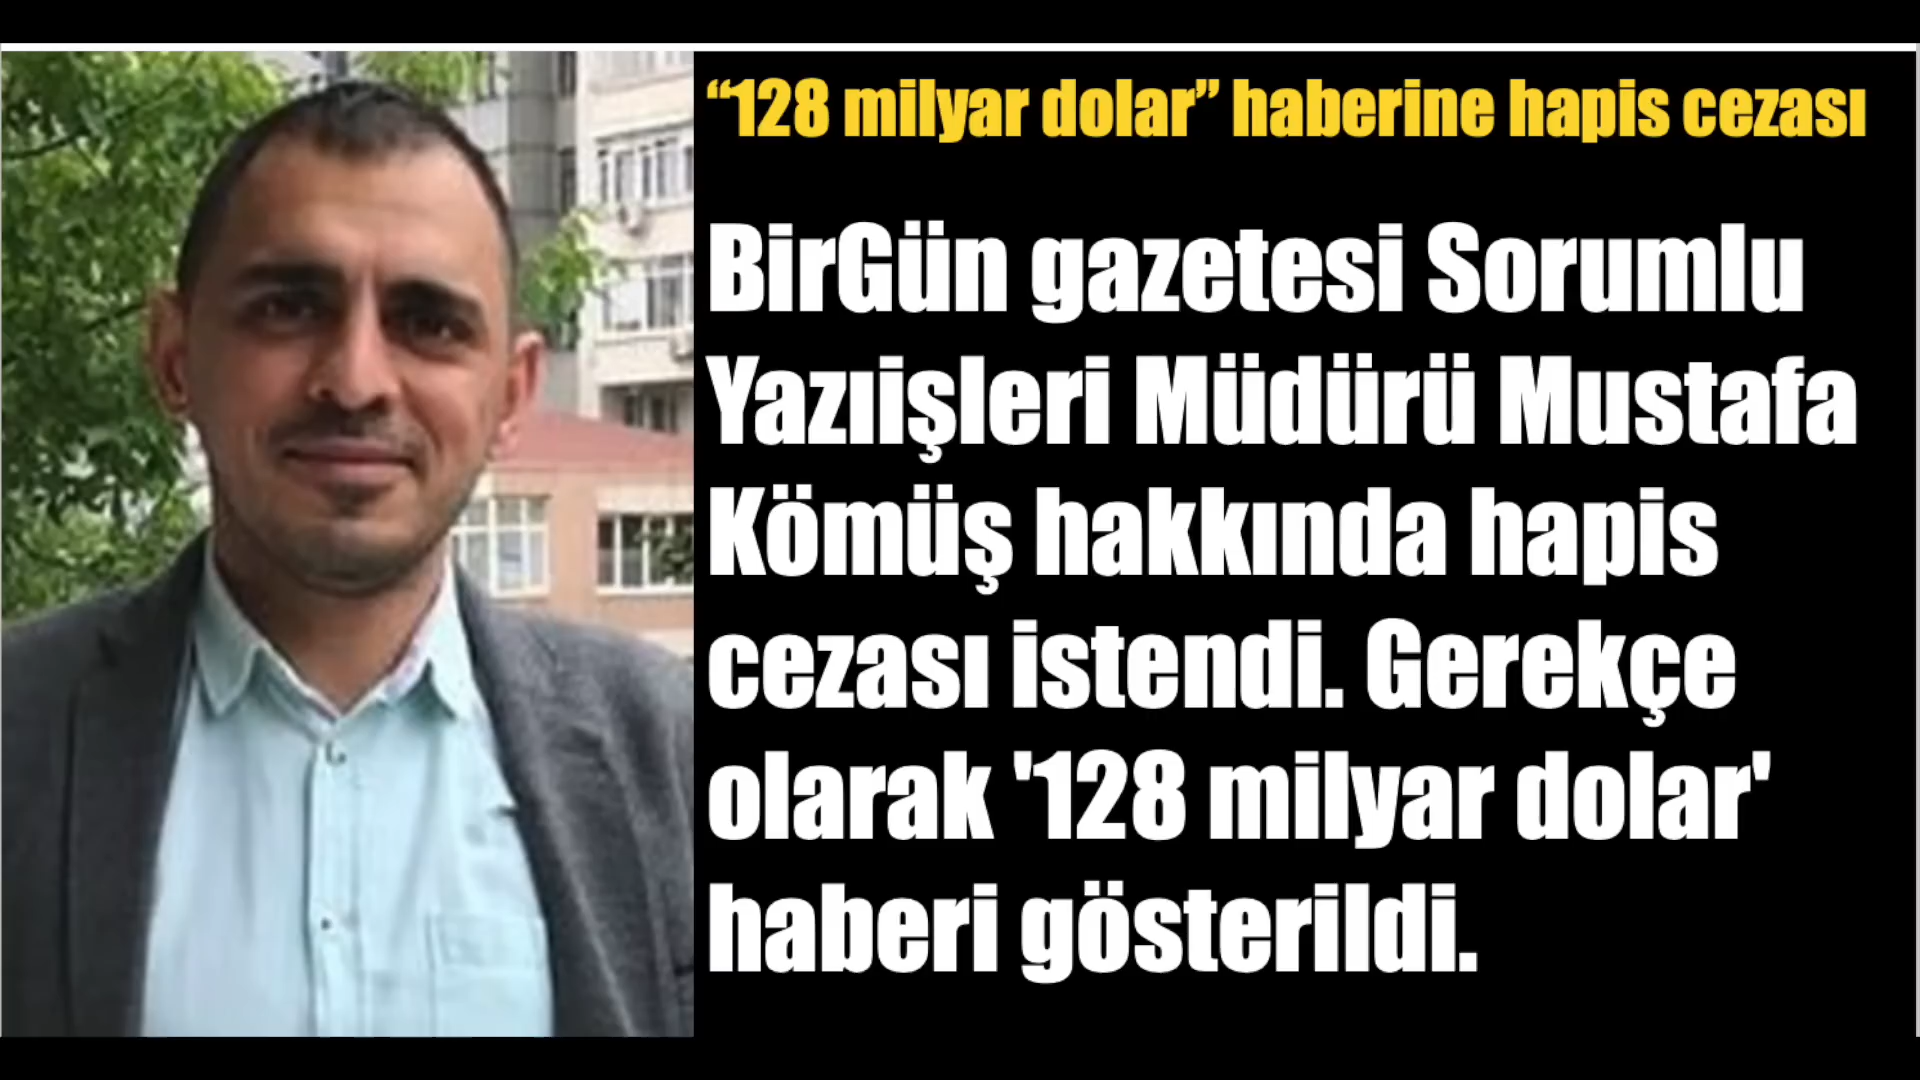 “128 milyar dolar” haberine hapis cezası
BirGün gazetesi Sorumlu
Yazıişleri Müdürü Mustafa
Kömüş hakkında hapis
cezası istendi. Gerekçe
olarak '128 milyar dolar'
haberi gösterildi.